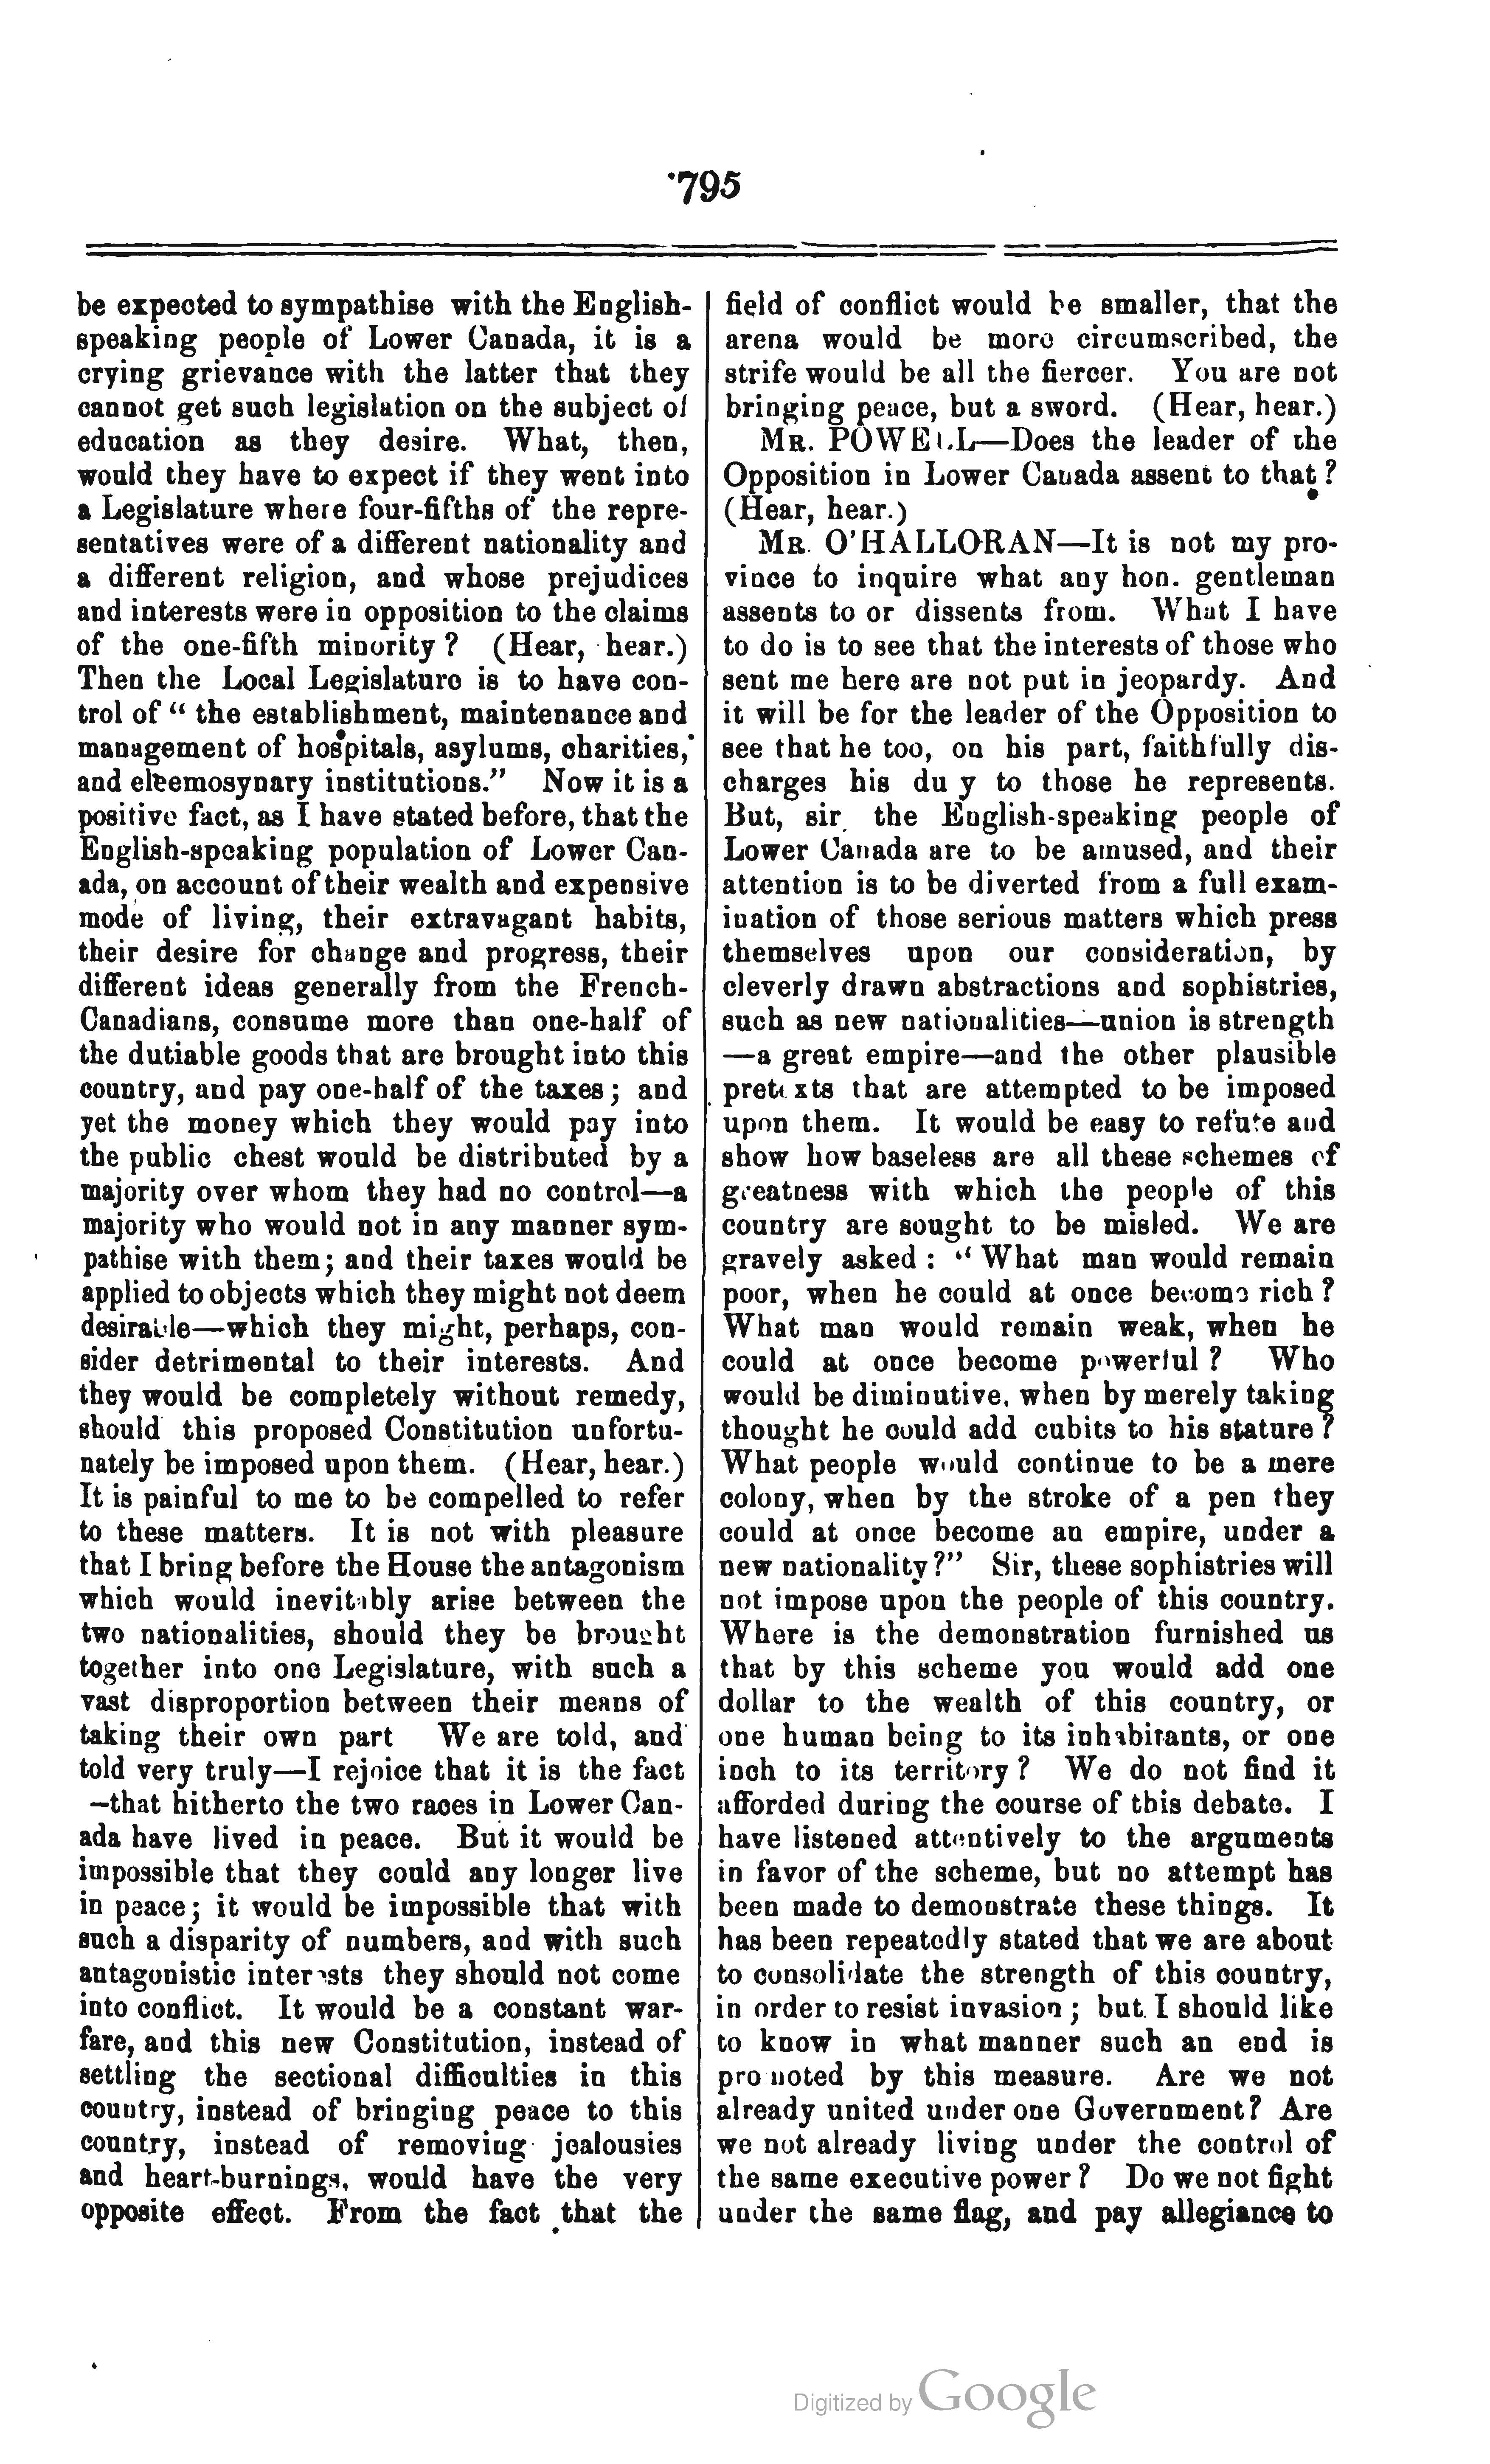 795
be expected to sympathise with the English-
speaking people of Lower Canada, it is a
crying grievance with the latter that they
cannot get such legislation on the subject of
education as they desire. What, then,
would they have to expect if they went into
a Legislature where four-fifths of the repre-
sentatives were of a different nationality and
a different religion, and whose prejudices
and interests were in opposition to the claims
of the one-fifth minority? (Hear, hear.)
Then the Local Legislature is to have con-
trol of "the establishment, maintenance and
management of hospitals, asylums, charities,
and eleemosynary institutions." Now it is a
positive fact, as I have stated before, that the
English-speaking population of Lower Can-
ada, on account of their wealth and expensive
mode of living, their extravagant habits,
their desire for change and progress, their
different ideas generally from the French-
Canadians, consume more than one-half of
the dutiable goods that are brought into this
country, and pay one-half of the taxes; and
yet the money which they would pay into
the public chest would be distributed by a
majority over whom they had no control—a
majority who would not in any manner sym-
pathise with them; and their taxes would be
applied to objects which they might not deem
desirable—which they might, perhaps, con-
sider detrimental to their interests. And
they would be completely without remedy,
should this proposed Constitution unfortu-
nately be imposed upon them. (Hear, hear.)
It is painful to me to be compelled to refer
to these matters. It is not with pleasure
that I bring before the House the antagonism
which would inevitably arise between the
two nationalities, should they be brought
together into one Legislature, with such a
vast disproportion between their means of
taking their own part We are told, and
told very truly—I rejoice that it is the fact
—that hitherto the two races in Lower Can-
ada have lived in peace. But it would be
impossible that they could any longer live
in peace; it would be impossible that with
such a disparity of numbers, and with such
antagonistic interests they should not come
into conflict. It would be a constant war-
fare, and this new Constitution, instead of
settling the sectional difficulties in this
country, instead of bringing peace to this
country, instead of removing jealousies
and heart-burnings, would have the very
opposite effect. From the fact that the
field of conflict would be smaller, that the
arena would be more circumscribed, the
strife would be all the fiercer. You are not
bringing peace, but a sword. (Hear, hear.)
MR. POWELL—Does the leader of the
Opposition in Lower Canada assent to that?
(Hear, hear.)
MR. O'HALLORAN—It is not my pro-
vince to inquire what any hon. gentleman
assents to or dissents from. What I have
to do is to see that the interests of those who
sent me here are not put in jeopardy. And
it will be for the leader of the Opposition to
see that he too, on his part, faithfully dis-
charges his du y to those he represents.
But, sir, the English-speaking people of
Lower Canada are to be amused, and their
attention is to be diverted from a full exam-
ination of those serious matters which press
themselves upon our consideration, by
cleverly drawn abstractions and sophistries,
such as new nationalities—union is strength
—a great empire—and the other plausible
pretexts that are attempted to be imposed
upon them. It would be easy to refute and
show how baseless are all these schemes of
greatness with which the people of this
country are sought to be misled. We are
gravely asked: "What man would remain
poor, when he could at once become rich?
What man would remain weak, when he
could at once become powerful? Who
would be diminutive, when by merely taking
thought he could add cubits to his stature?
What people would continue to be a mere
colony, when by the stroke of a pen they
could at once become an empire, under a
new nationality?" Sir, these sophistries will
not impose upon the people of this country.
Where is the demonstration furnished us
that by this scheme you would add one
dollar to the wealth of this country, or
one human being to its inhabitants, or one
inch to its territory? We do not find it
afforded during the course of this debate. I
have listened attentively to the arguments
in favor of the scheme, but no attempt has
been made to demonstrate these things. It
has been repeatedly stated that we are about
to consolidate the strength of this country,
in order to resist invasion; but I should like
to know in what manner such an end is
promoted by this measure. Are we not
already united under one Government? Are
we not already living under the control of
the same executive power? Do we not fight
under the same flag, and pay allegiance to
Digitized by Google